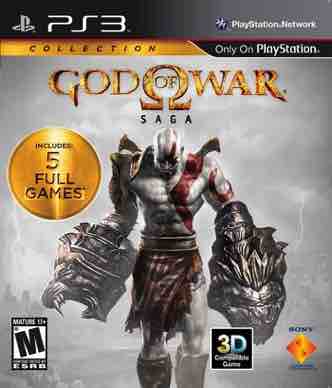 PS3
PlayStation Network
COLLECTION
Only On PlayStation®
GOD OF WAR
SAGA
INCLUDES:
5
FULL
GAMES*
MATURE 17+
M
ESRB
3D
Compatible
Game
SONY